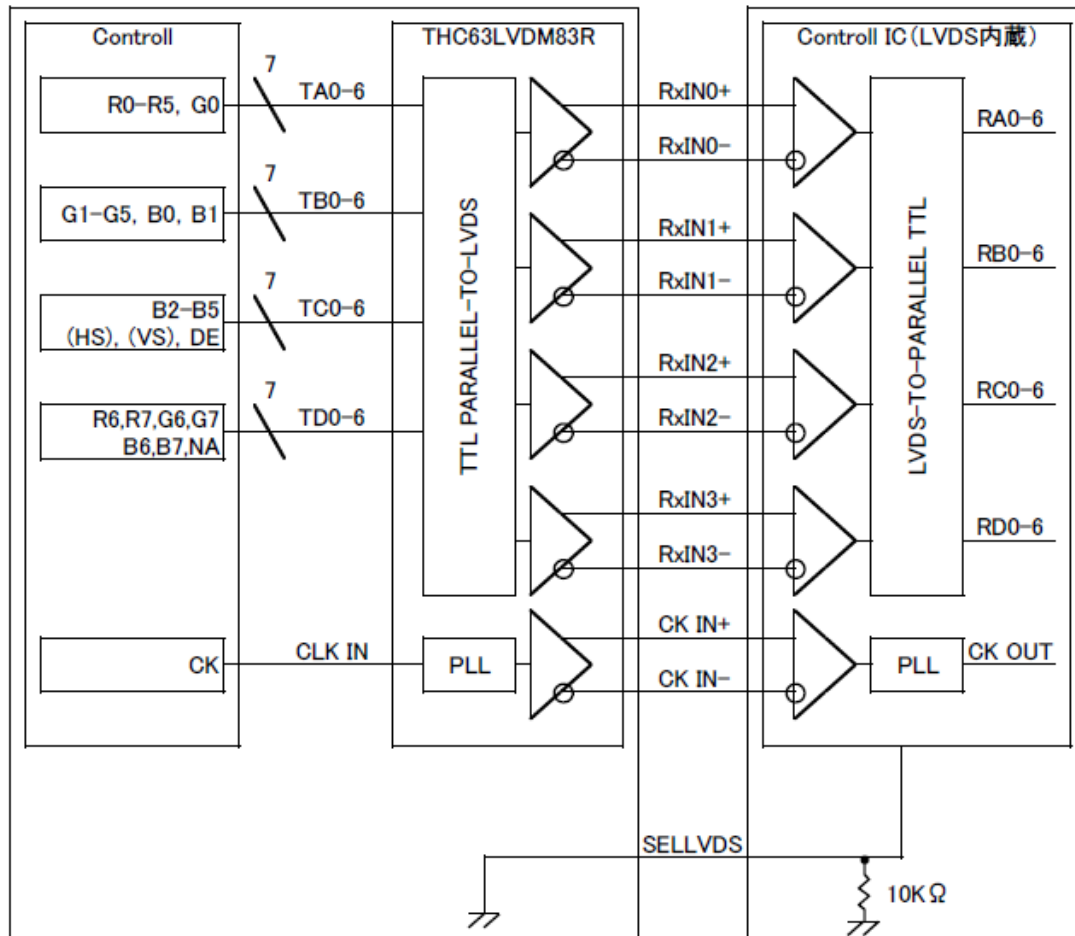 Controll
THC63LVDM83R
Controll IC(LVDS内蔵)
R0-R5, G0
7
TA0-6
RxIN0+
RxIN0-
RA0-6
G1-G5, B0, B1
7
TB0-6
RxIN1+
RxIN1-
RB0-6
B2-B5
(HS), (VS), DE
7
TC0-6
RxIN2+
RxIN2-
RC0-6
R6,R7,G6,G7
B6,B7,NA
7
TD0-6
RxIN3+
RxIN3-
RD0-6
TTL PARALLEL-TO-LVDS
LVDS-TO-PARALLEL TTL
CK
CLK IN
PLL
CK IN+
CK IN-
PLL
CK OUT
SELLVDS
10KΩ